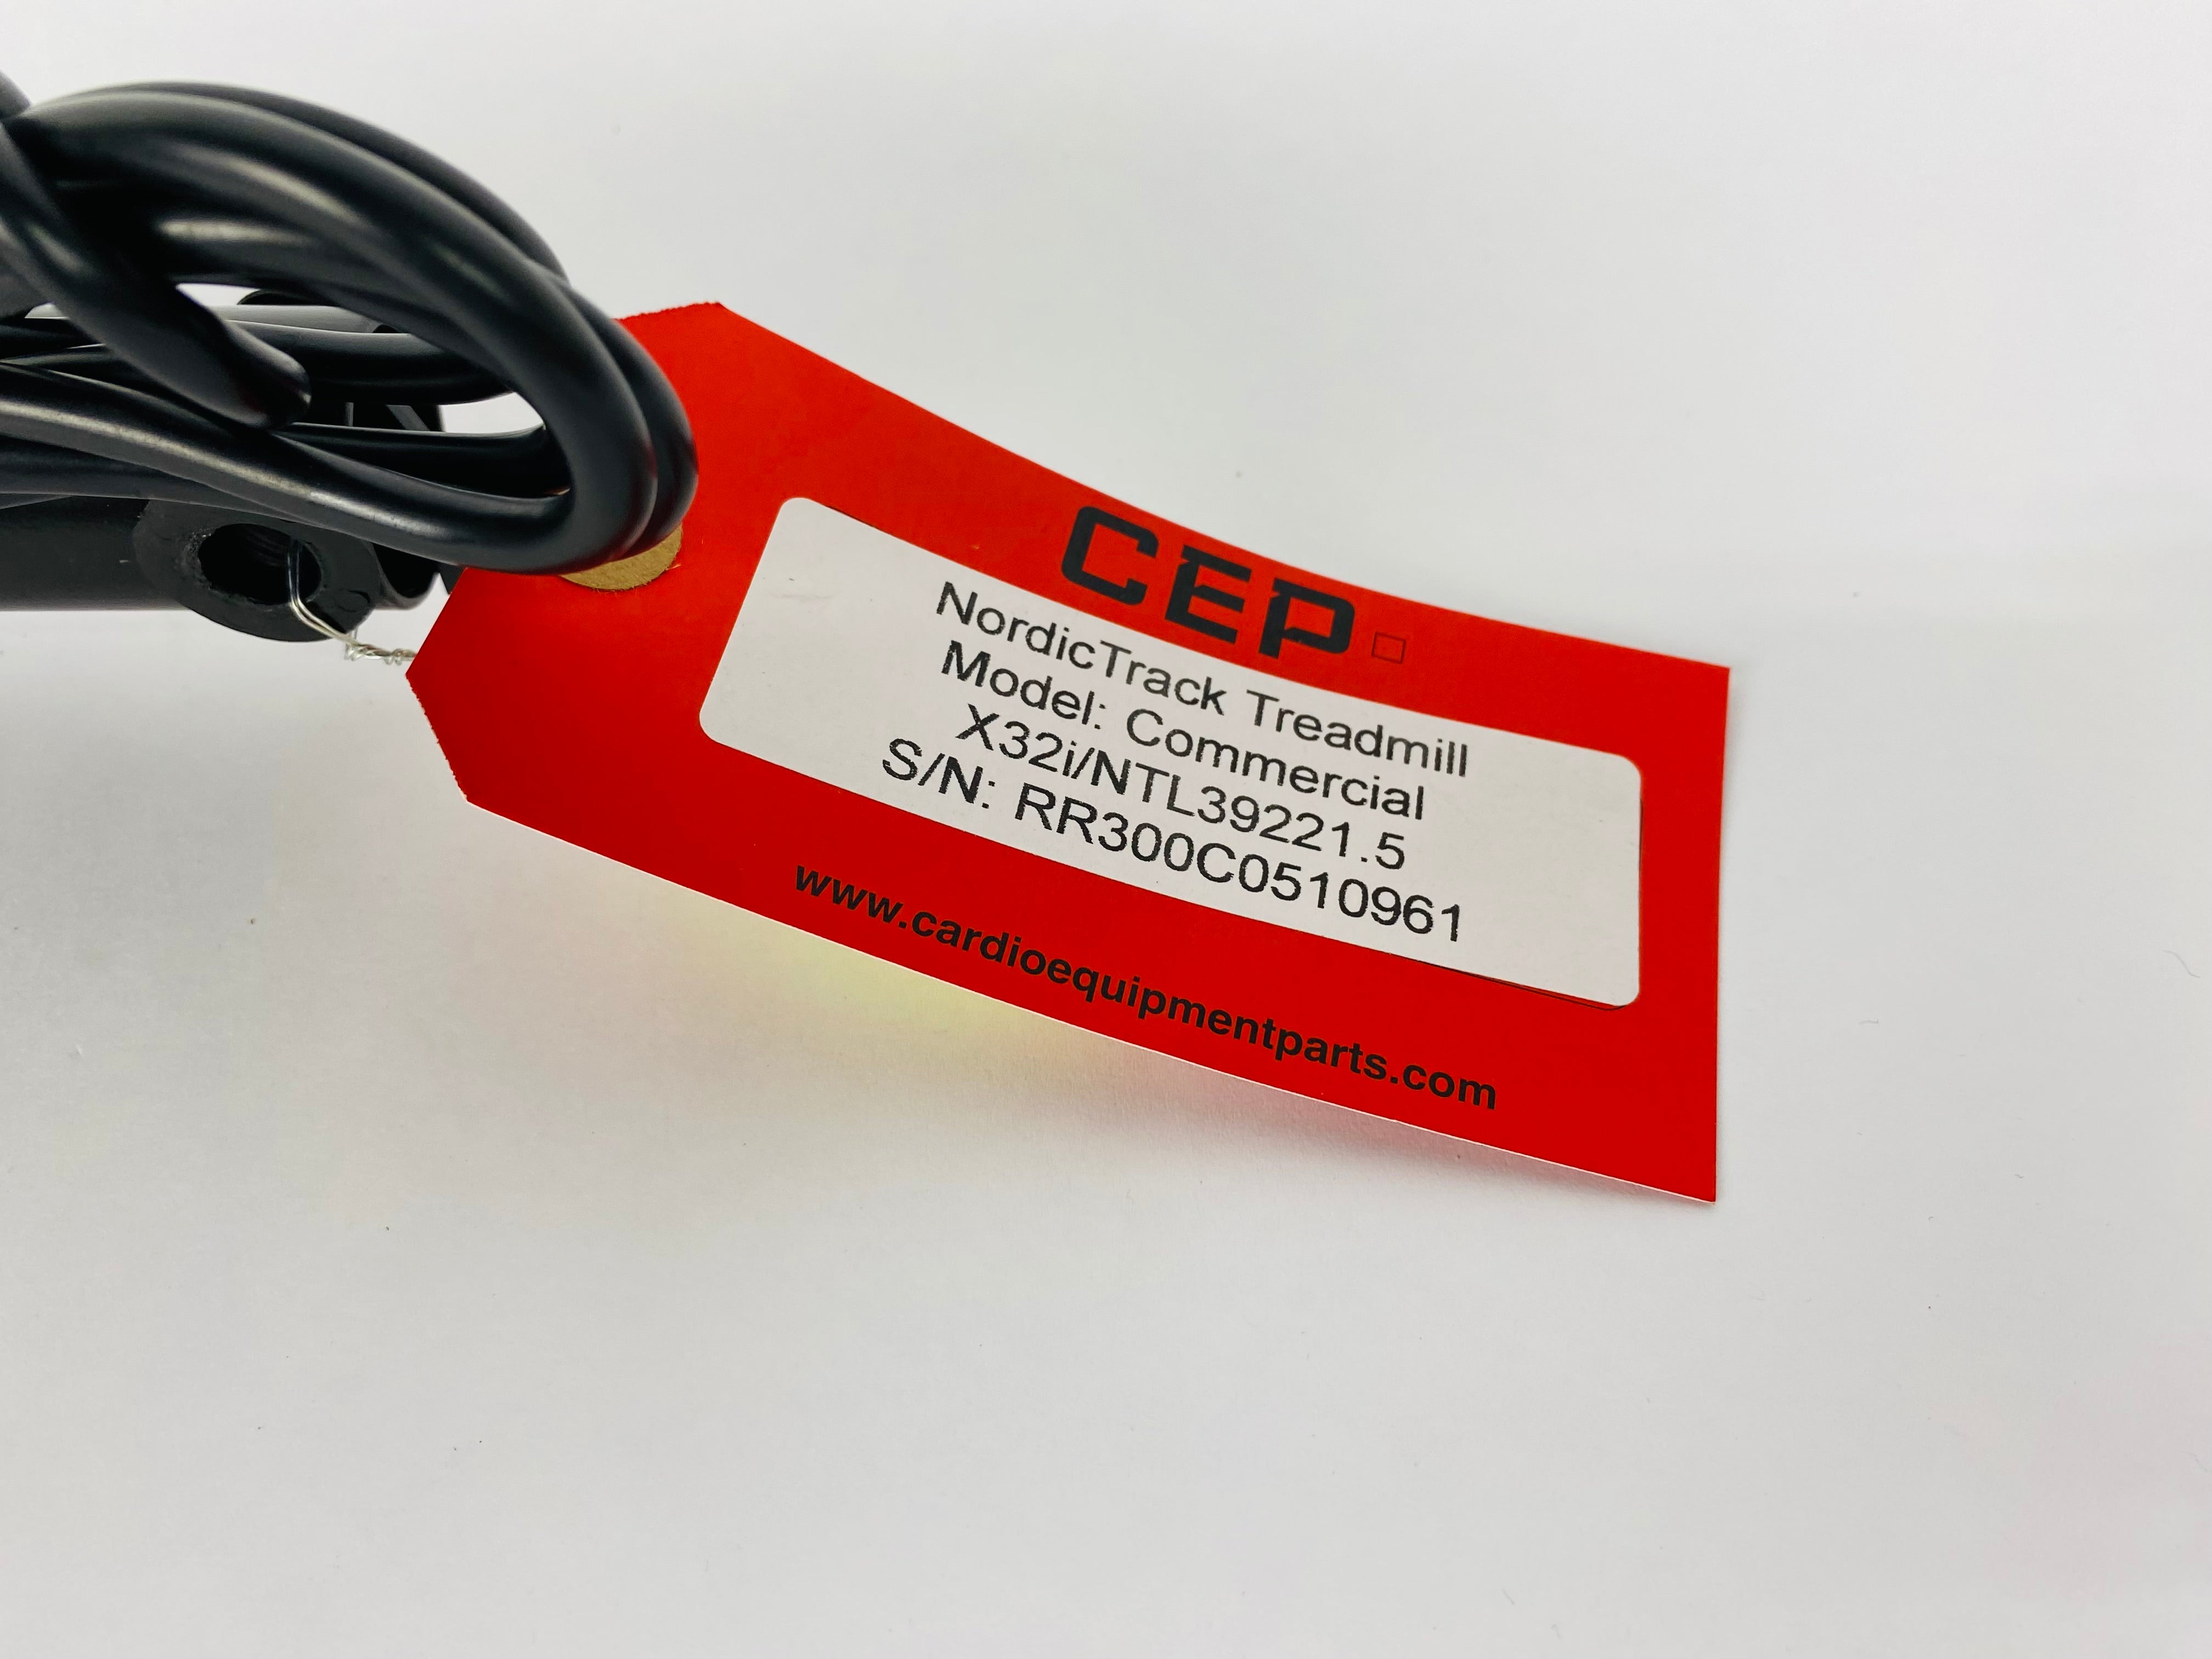 CEP
NordicTrack Treadmill
Model: Commercial
X32i/NTL39221.5
S/N: RR300C0510961
www.cardioequipmentparts.com